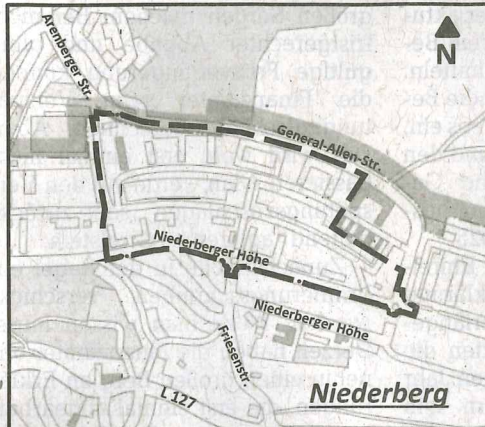 N
Arenberger Str.
General-Allen-Str.
Niederberger Höhe
Niederberger Höhe
Friesenstr.
L 127
Niederberg